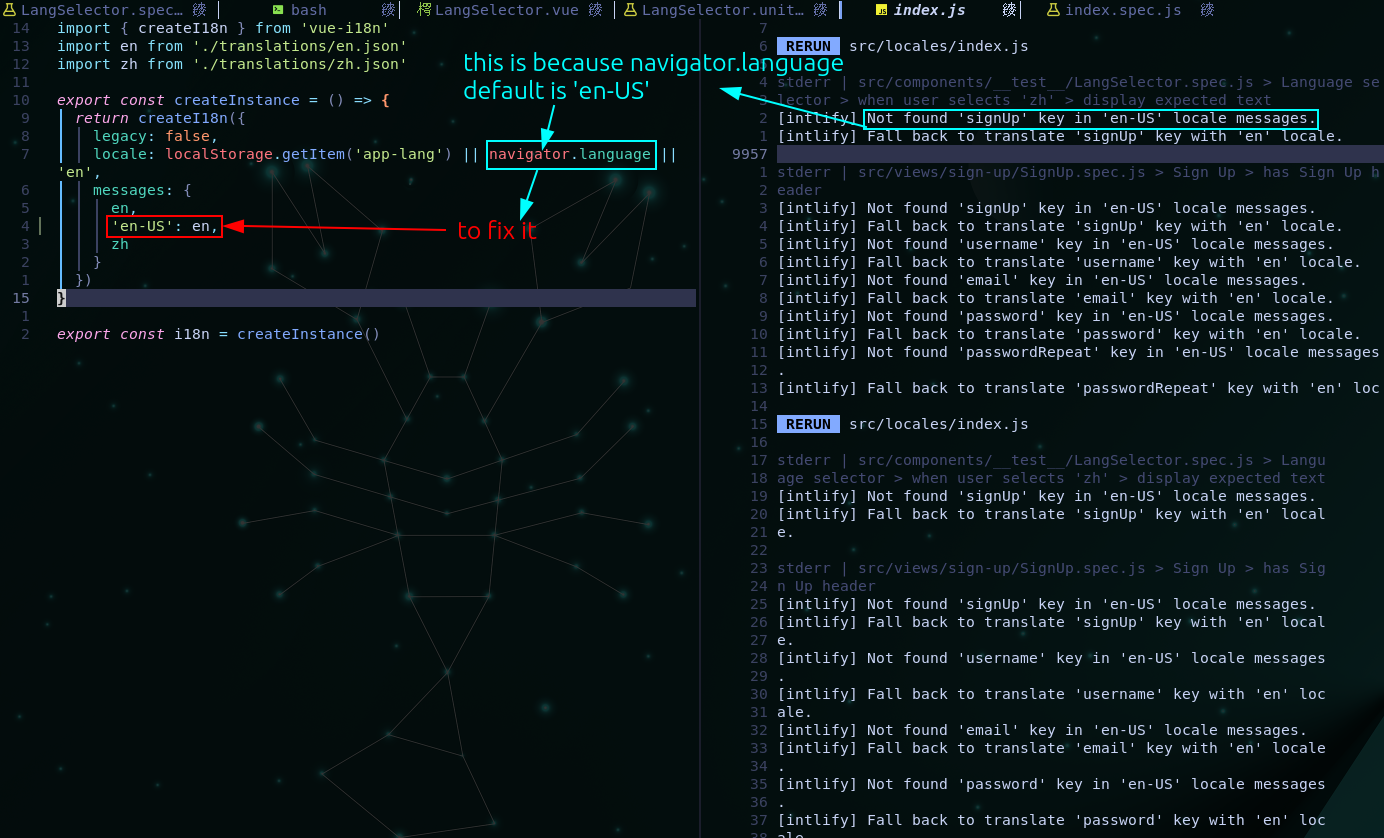 LangSelector.spec… bash LangSelector.vue LangSelector.unit… index.js index.spec.js
14 import { createI18n } from 'vue-i18n'
13 import en from './translations/en.json'
12 import zh from './translations/zh.json'
11
10 export const createInstance = () => {
9 return createI18n({
8 legacy: false,
7 locale: localStorage.getItem('app-lang') || navigator.language ||
'en',
6 messages: {
5 en,
4 'en-US': en,
3 zh
2 }
1 })
15 }
1
2 export const i18n = createInstance()
this is because navigator.language
default is 'en-US'
to fix it
7
6 RERUN src/locales/index.js
5
4 stderr | src/components/__test__/LangSelector.spec.js > Language se
3 lector > when user selects 'zh' > display expected text
2 [intlify] Not found 'signUp' key in 'en-US' locale messages.
1 [intlify] Fall back to translate 'signUp' key with 'en' locale.
9957
1 stderr | src/views/sign-up/SignUp.spec.js > Sign Up > has Sign Up h
2 eader
3 [intlify] Not found 'signUp' key in 'en-US' locale messages.
4 [intlify] Fall back to translate 'signUp' key with 'en' locale.
5 [intlify] Not found 'username' key in 'en-US' locale messages.
6 [intlify] Fall back to translate 'username' key with 'en' locale.
7 [intlify] Not found 'email' key in 'en-US' locale messages.
8 [intlify] Fall back to translate 'email' key with 'en' locale.
9 [intlify] Not found 'password' key in 'en-US' locale messages.
10 [intlify] Fall back to translate 'password' key with 'en' locale.
11 [intlify] Not found 'passwordRepeat' key in 'en-US' locale messages
12 .
13 [intlify] Fall back to translate 'passwordRepeat' key with 'en' loc
14
15 RERUN src/locales/index.js
16
17 stderr | src/components/__test__/LangSelector.spec.js > Langu
18 age selector > when user selects 'zh' > display expected text
19 [intlify] Not found 'signUp' key in 'en-US' locale messages.
20 [intlify] Fall back to translate 'signUp' key with 'en' local
21 e.
22
23 stderr | src/views/sign-up/SignUp.spec.js > Sign Up > has Sig
24 n Up header
25 [intlify] Not found 'signUp' key in 'en-US' locale messages.
26 [intlify] Fall back to translate 'signUp' key with 'en' local
27 e.
28 [intlify] Not found 'username' key in 'en-US' locale messages
29 .
30 [intlify] Fall back to translate 'username' key with 'en' loc
31 ale.
32 [intlify] Not found 'email' key in 'en-US' locale messages.
33 [intlify] Fall back to translate 'email' key with 'en' locale
34 .
35 [intlify] Not found 'password' key in 'en-US' locale messages
36 .
37 [intlify] Fall back to translate 'password' key with 'en' loc
38 ale.